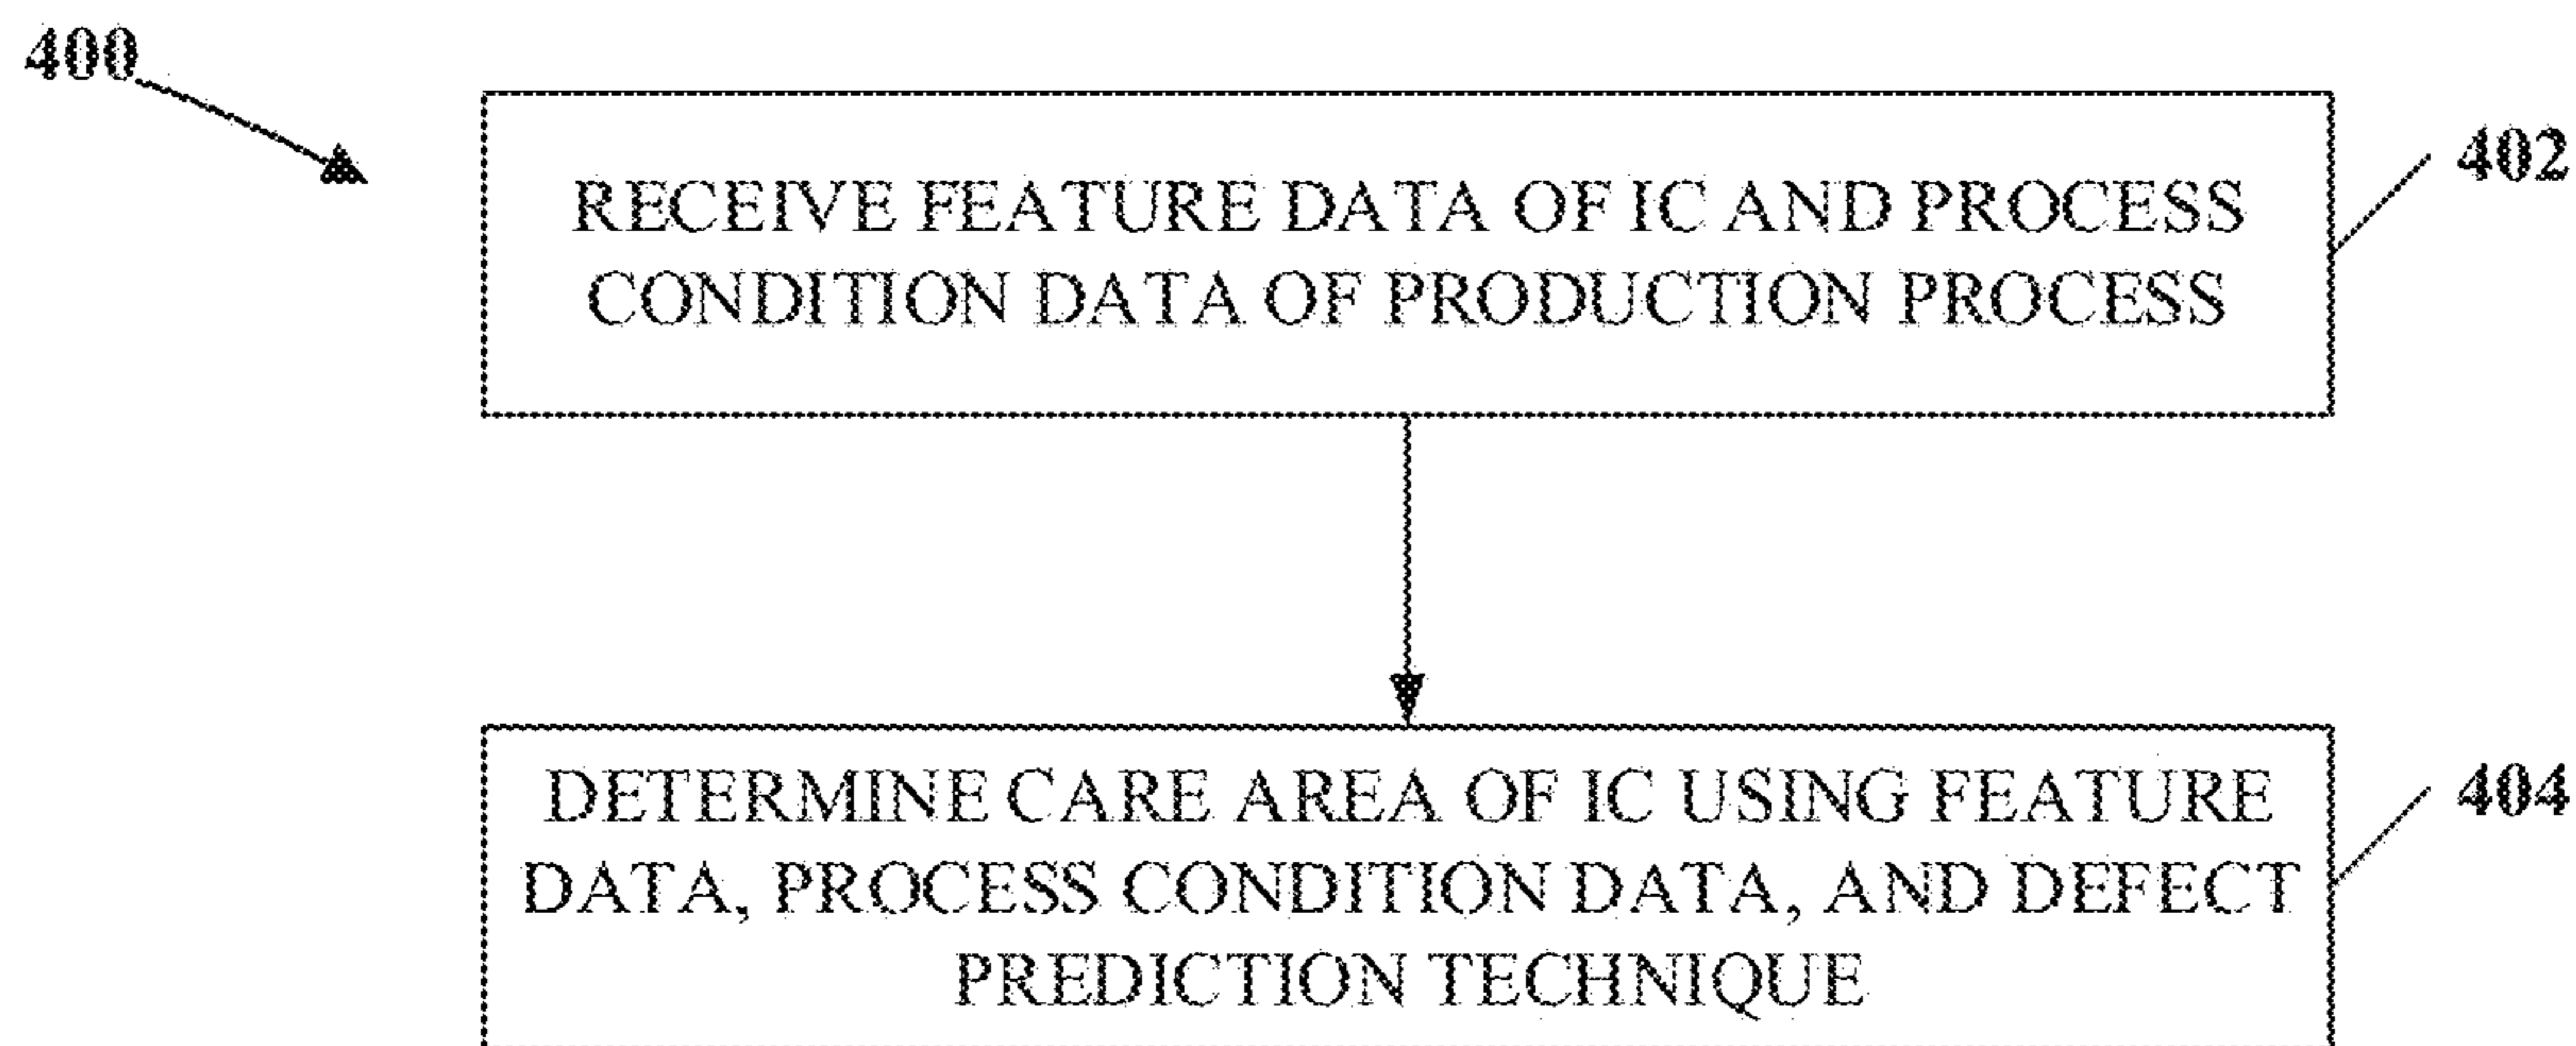 400
RECEIVE FEATURE DATA OF IC AND PROCESS
402
CONDITION DATA OF PRODUCTION PROCESS
DETERMINE CARE AREA OF IC USING FEATURE
404
DATA, PROCESS CONDITION DATA, AND DEFECT
PREDICTION TECHNIQUE